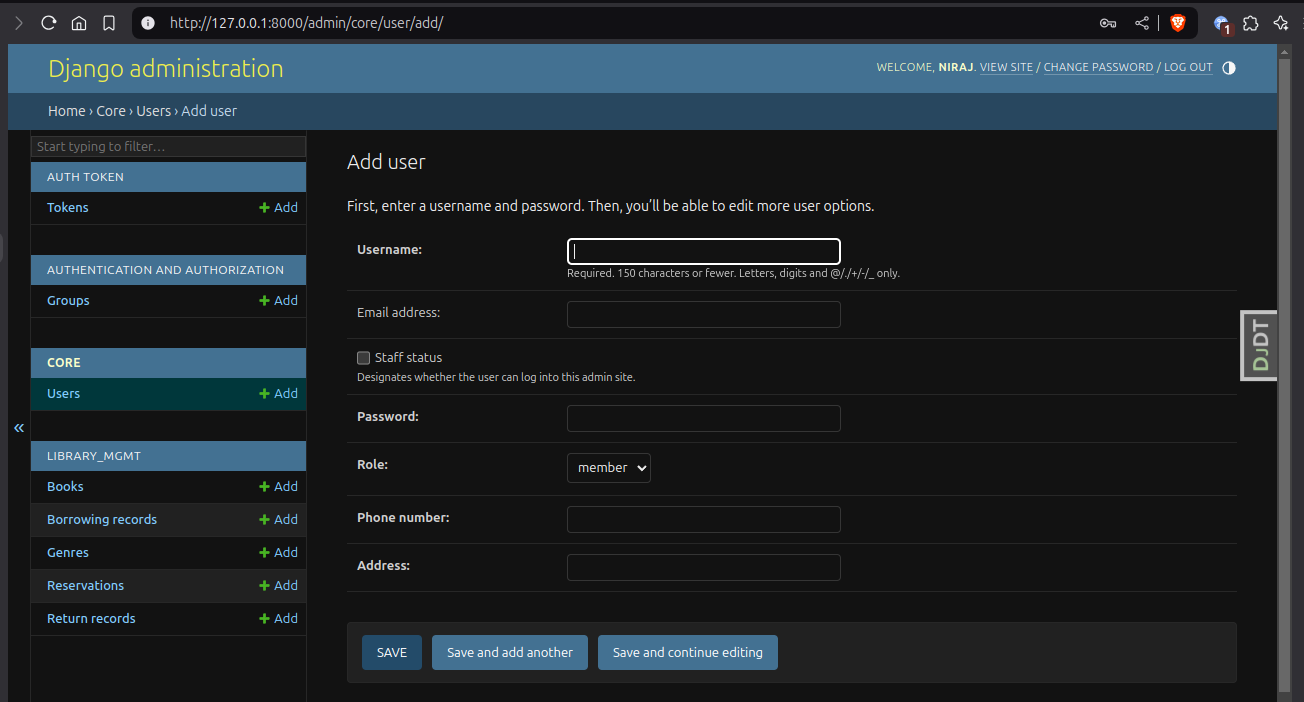 http://127.0.0.1:8000/admin/core/user/add/
1
Django administration
WELCOME, NIRAJ. VIEW SITE / CHANGE PASSWORD / LOG OUT
Home › Core › Users › Add user
Start typing to filter…
AUTH TOKEN
Tokens + Add
AUTHENTICATION AND AUTHORIZATION
Groups + Add
CORE
Users + Add
«
LIBRARY_MGMT
Books + Add
Borrowing records + Add
Genres + Add
Reservations + Add
Return records + Add
Add user
First, enter a username and password. Then, you’ll be able to edit more user options.
Username:
Required. 150 characters or fewer. Letters, digits and @/./+/-/_ only.
Email address:
Staff status
Designates whether the user can log into this admin site.
Password:
Role: member
Phone number:
Address:
SAVE Save and add another Save and continue editing
DJDT